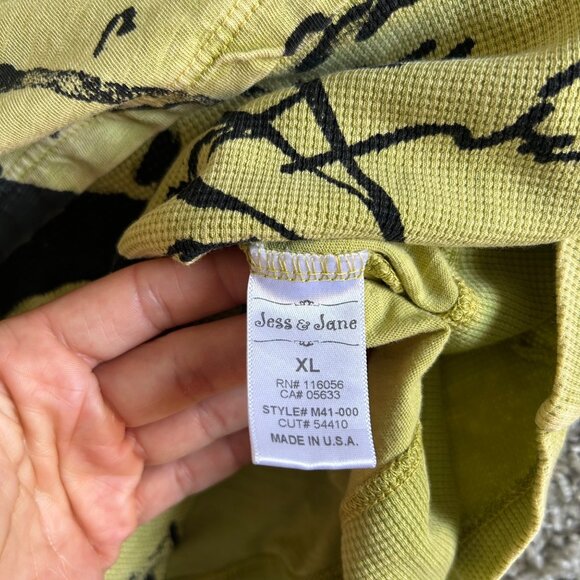 Jess & Jane
XL
RN# 116056
CA# 05633
STYLE# M41-000
CUT# 54410
MADE IN U.S.A.